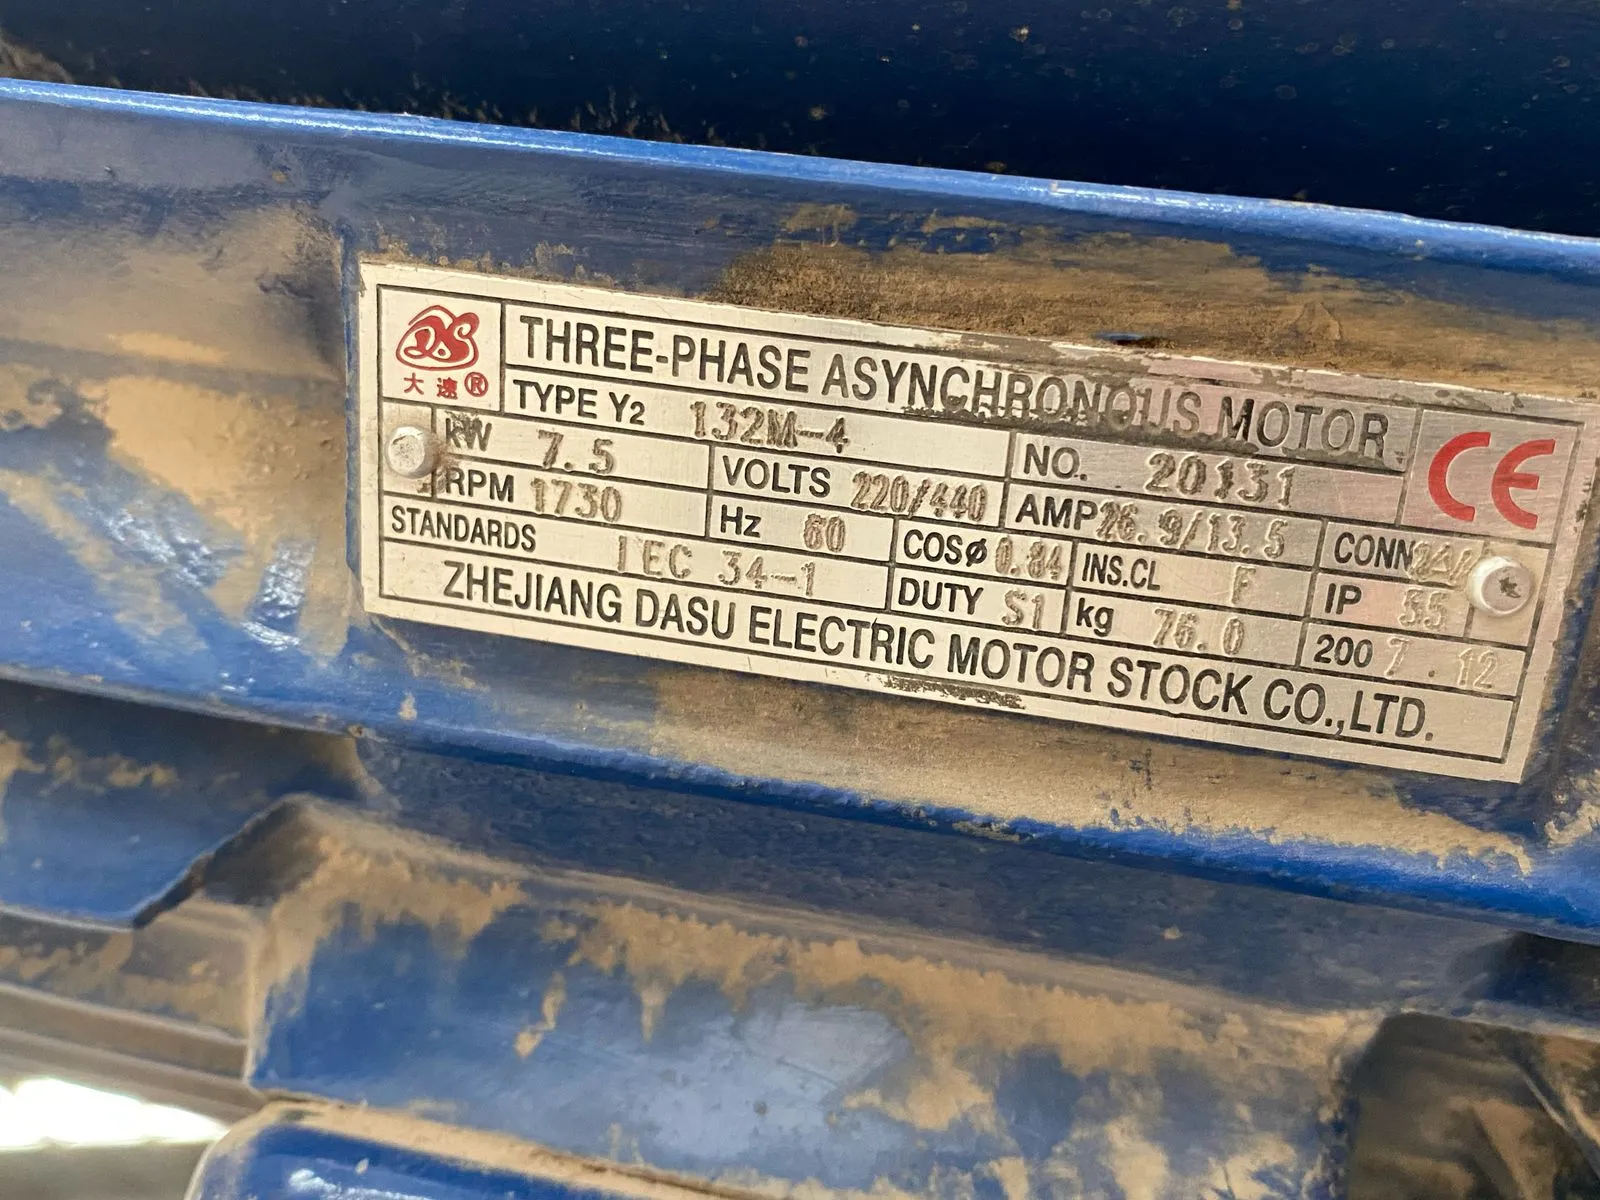 DS
大速®
THREE-PHASE ASYNCHRONOUS MOTOR
TYPE Y2 132M-4
NO. 20131
CE
kW 7.5
VOLTS 220/440
AMP 26.9/13.5
CONN 2△/
RPM 1730
Hz 60
COSø 0.84
INS.CL F
IP 55
STANDARDS IEC 34-1
DUTY S1
kg 76.0
2007.12
ZHEJIANG DASU ELECTRIC MOTOR STOCK CO.,LTD.